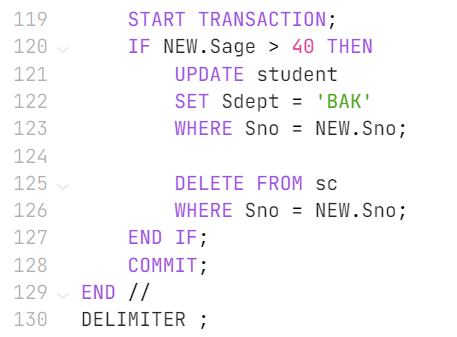 119 START TRANSACTION;
120 IF NEW.Sage > 40 THEN
121 UPDATE student
122 SET Sdept = 'BAK'
123 WHERE Sno = NEW.Sno;
124
125 DELETE FROM sc
126 WHERE Sno = NEW.Sno;
127 END IF;
128 COMMIT;
129 END //
130 DELIMITER ;